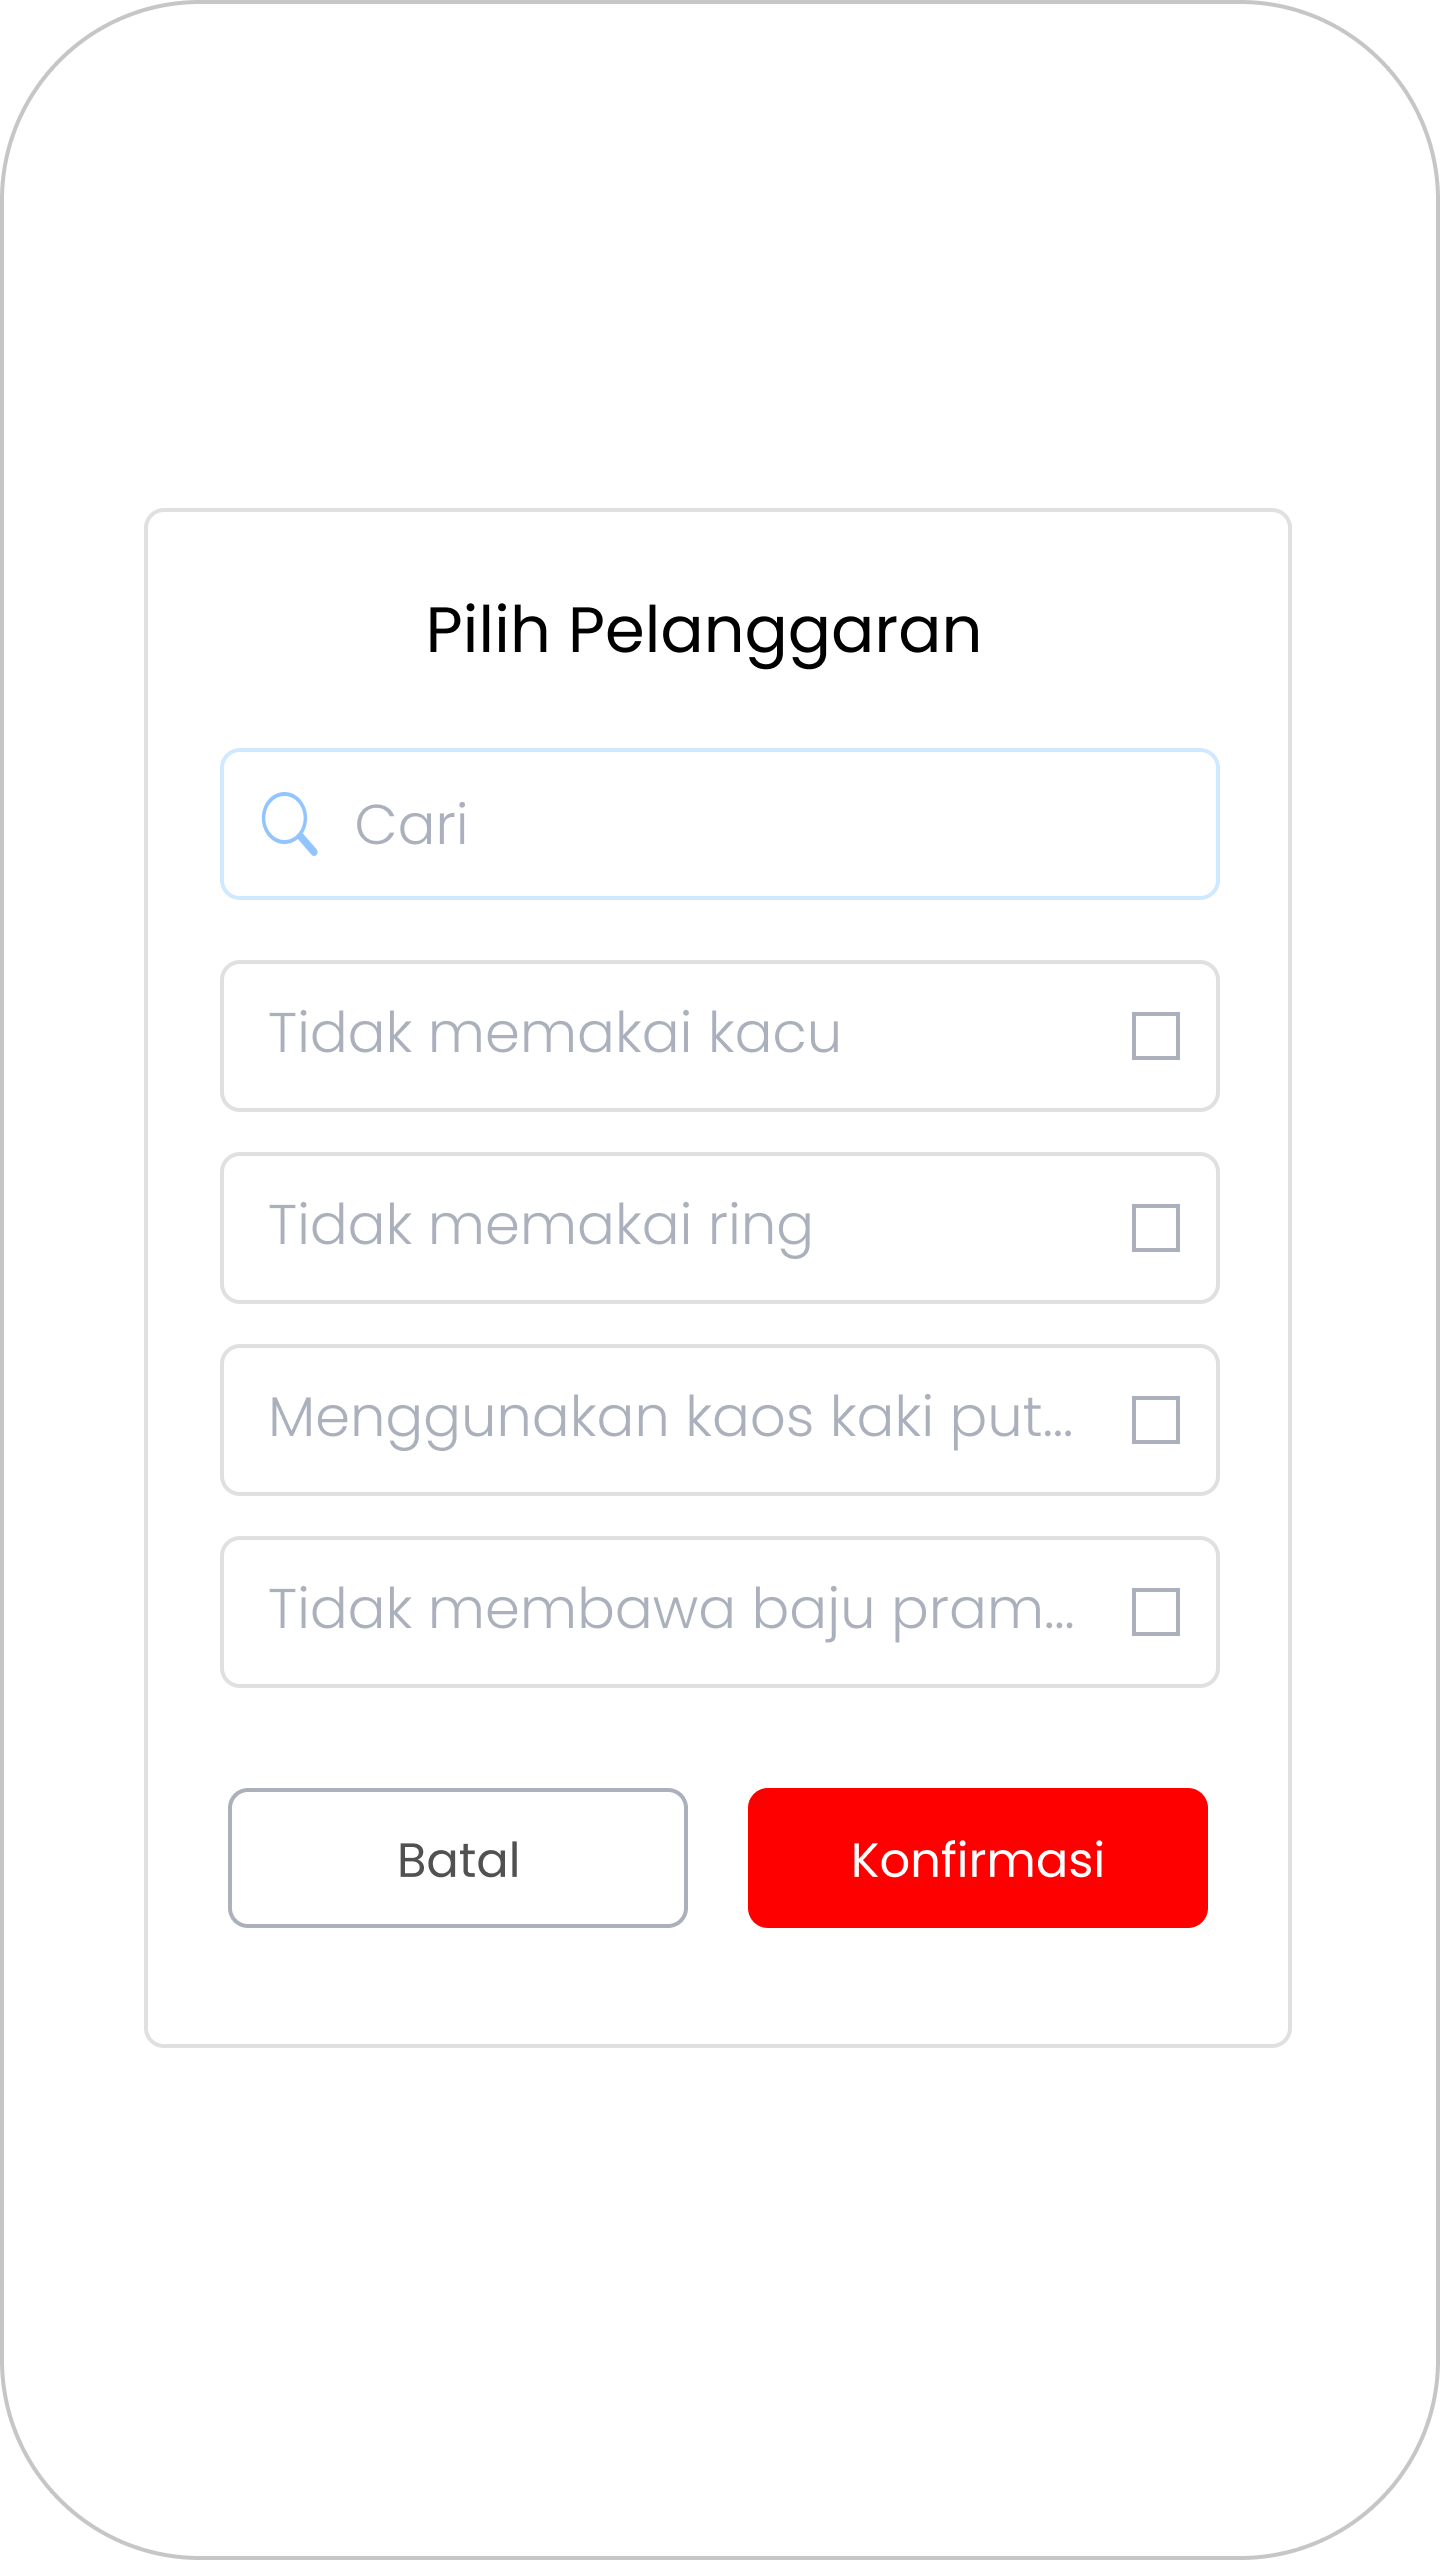 Pilih Pelanggaran
Cari
Tidak memakai kacu
Tidak memakai ring
Menggunakan kaos kaki put...
Tidak membawa baju pram...
Batal
Konfirmasi